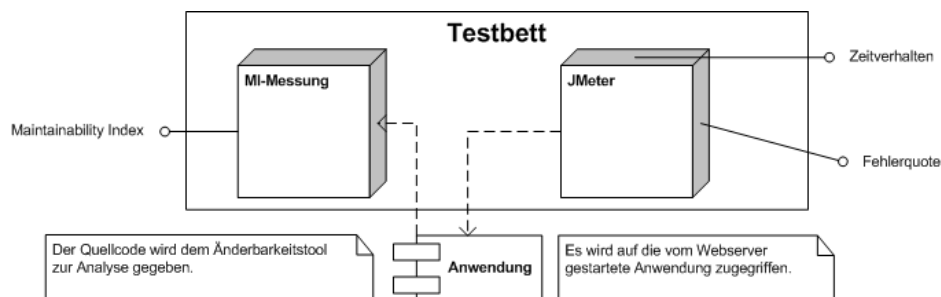 Testbett
MI-Messung
JMeter
Zeitverhalten
Maintainability Index
Fehlerquote
Der Quellcode wird dem Änderbarkeitstool
zur Analyse gegeben.
Anwendung
Es wird auf die vom Webserver
gestartete Anwendung zugegriffen.